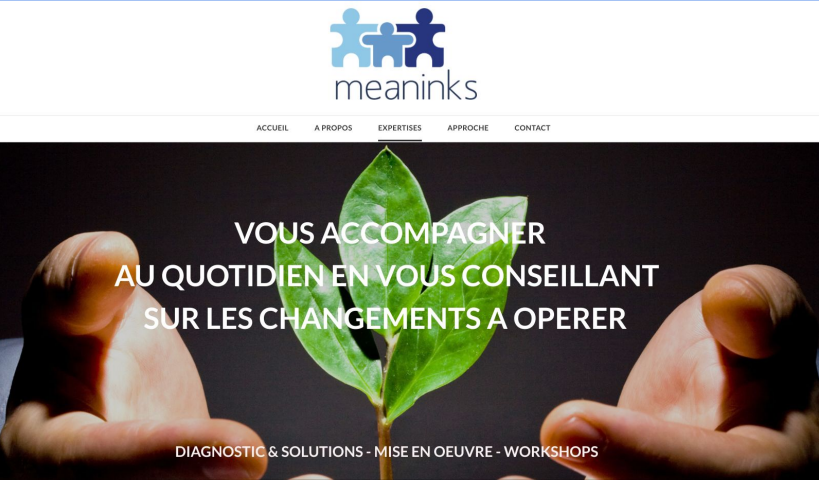 meaninks
ACCUEIL A PROPOS EXPERTISES APPROCHE CONTACT
VOUS ACCOMPAGNER
AU QUOTIDIEN EN VOUS CONSEILLANT
SUR LES CHANGEMENTS A OPERER
DIAGNOSTIC & SOLUTIONS - MISE EN OEUVRE - WORKSHOPS